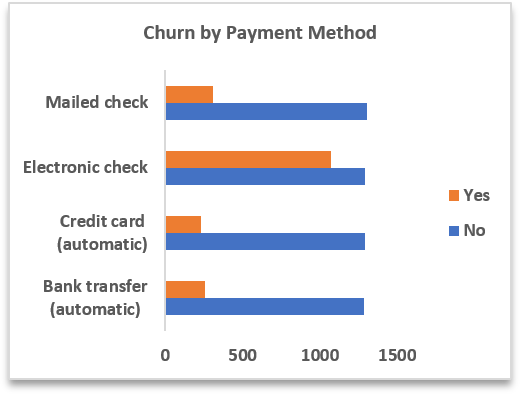 Churn by Payment Method
Mailed check
Electronic check
Credit card
(automatic)
Bank transfer
(automatic)
Yes
No
0 500 1000 1500